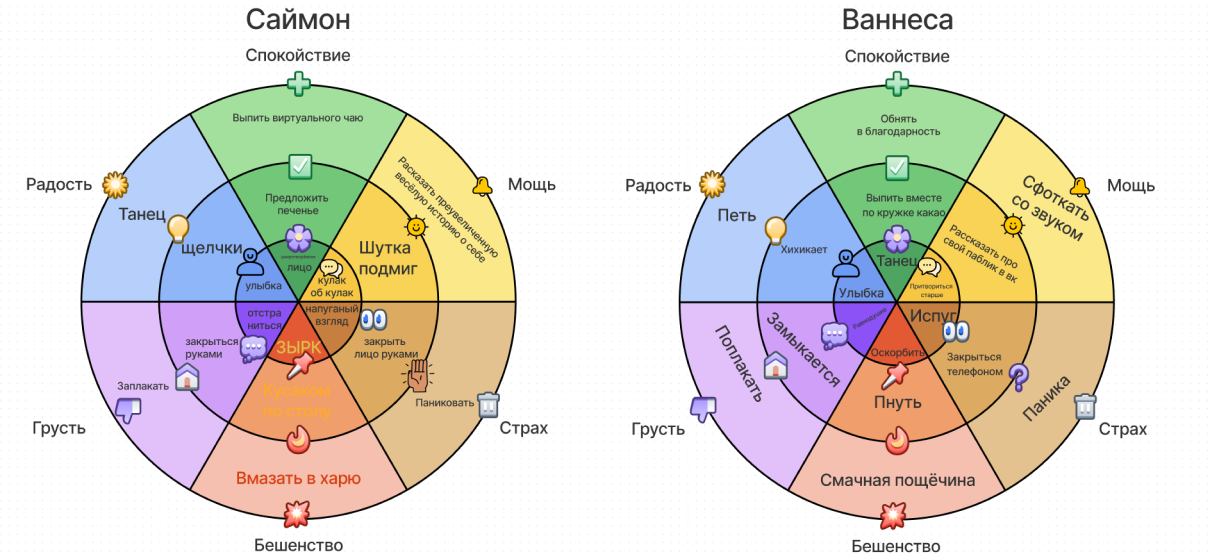 Саймон
Спокойствие
Радость
Мощь
Грусть
Страх
Бешенство
Выпить виртуального чаю
Предложить
печенье
лицо
Рассказать преувеличенную
весёлую историю о себе
Шутка
подмиг
кулак
об кулак
Танец
щелчки
улыбка
отстра
ниться
закрыться
руками
Заплакать
напуганый
взгляд
закрыть
лицо руками
Паниковать
ЗЫРК
Кулаком
по столу
Вмазать в харю
Ваннеса
Спокойствие
Радость
Мощь
Грусть
Страх
Бешенство
Обнять
в благодарность
Выпить вместе
по кружке какао
Танец
Сфоткать
со звуком
Рассказать про
свой паблик в вк
Притвориться
старше
Петь
Хихикает
Улыбка
Равнодушие
Замыкается
Поплакать
Испуг
Закрыться
телефоном
Паника
Оскорбить
Пнуть
Смачная пощёчина